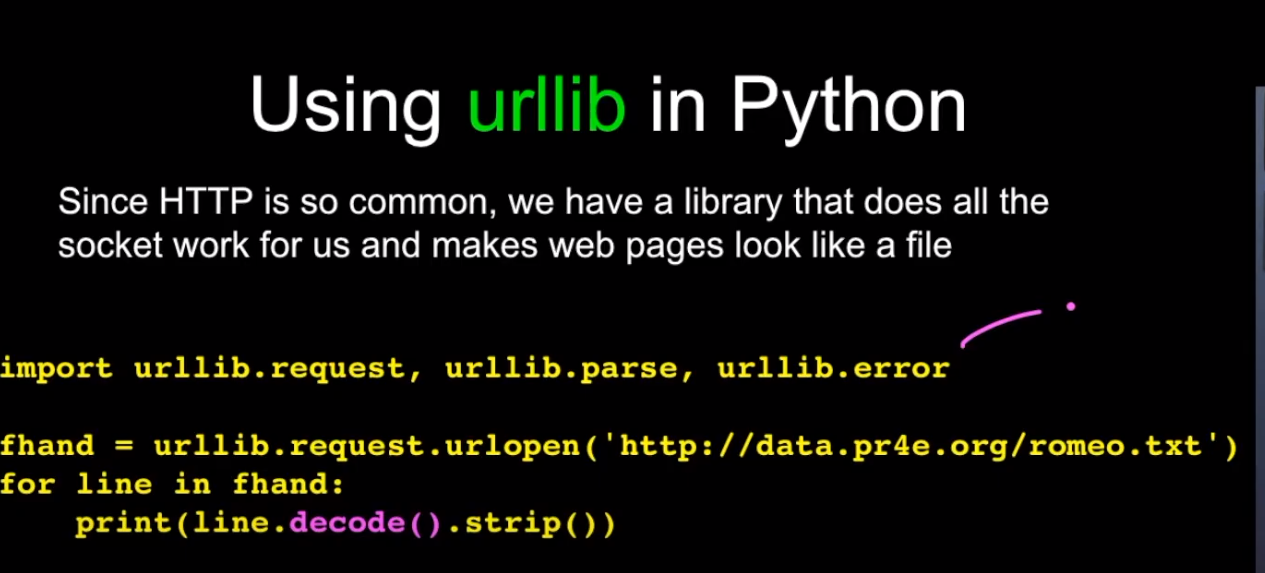 Using urllib in Python
Since HTTP is so common, we have a library that does all the
socket work for us and makes web pages look like a file
import urllib.request, urllib.parse, urllib.error
fhand = urllib.request.urlopen('http://data.pr4e.org/romeo.txt')
for line in fhand:
    print(line.decode().strip())